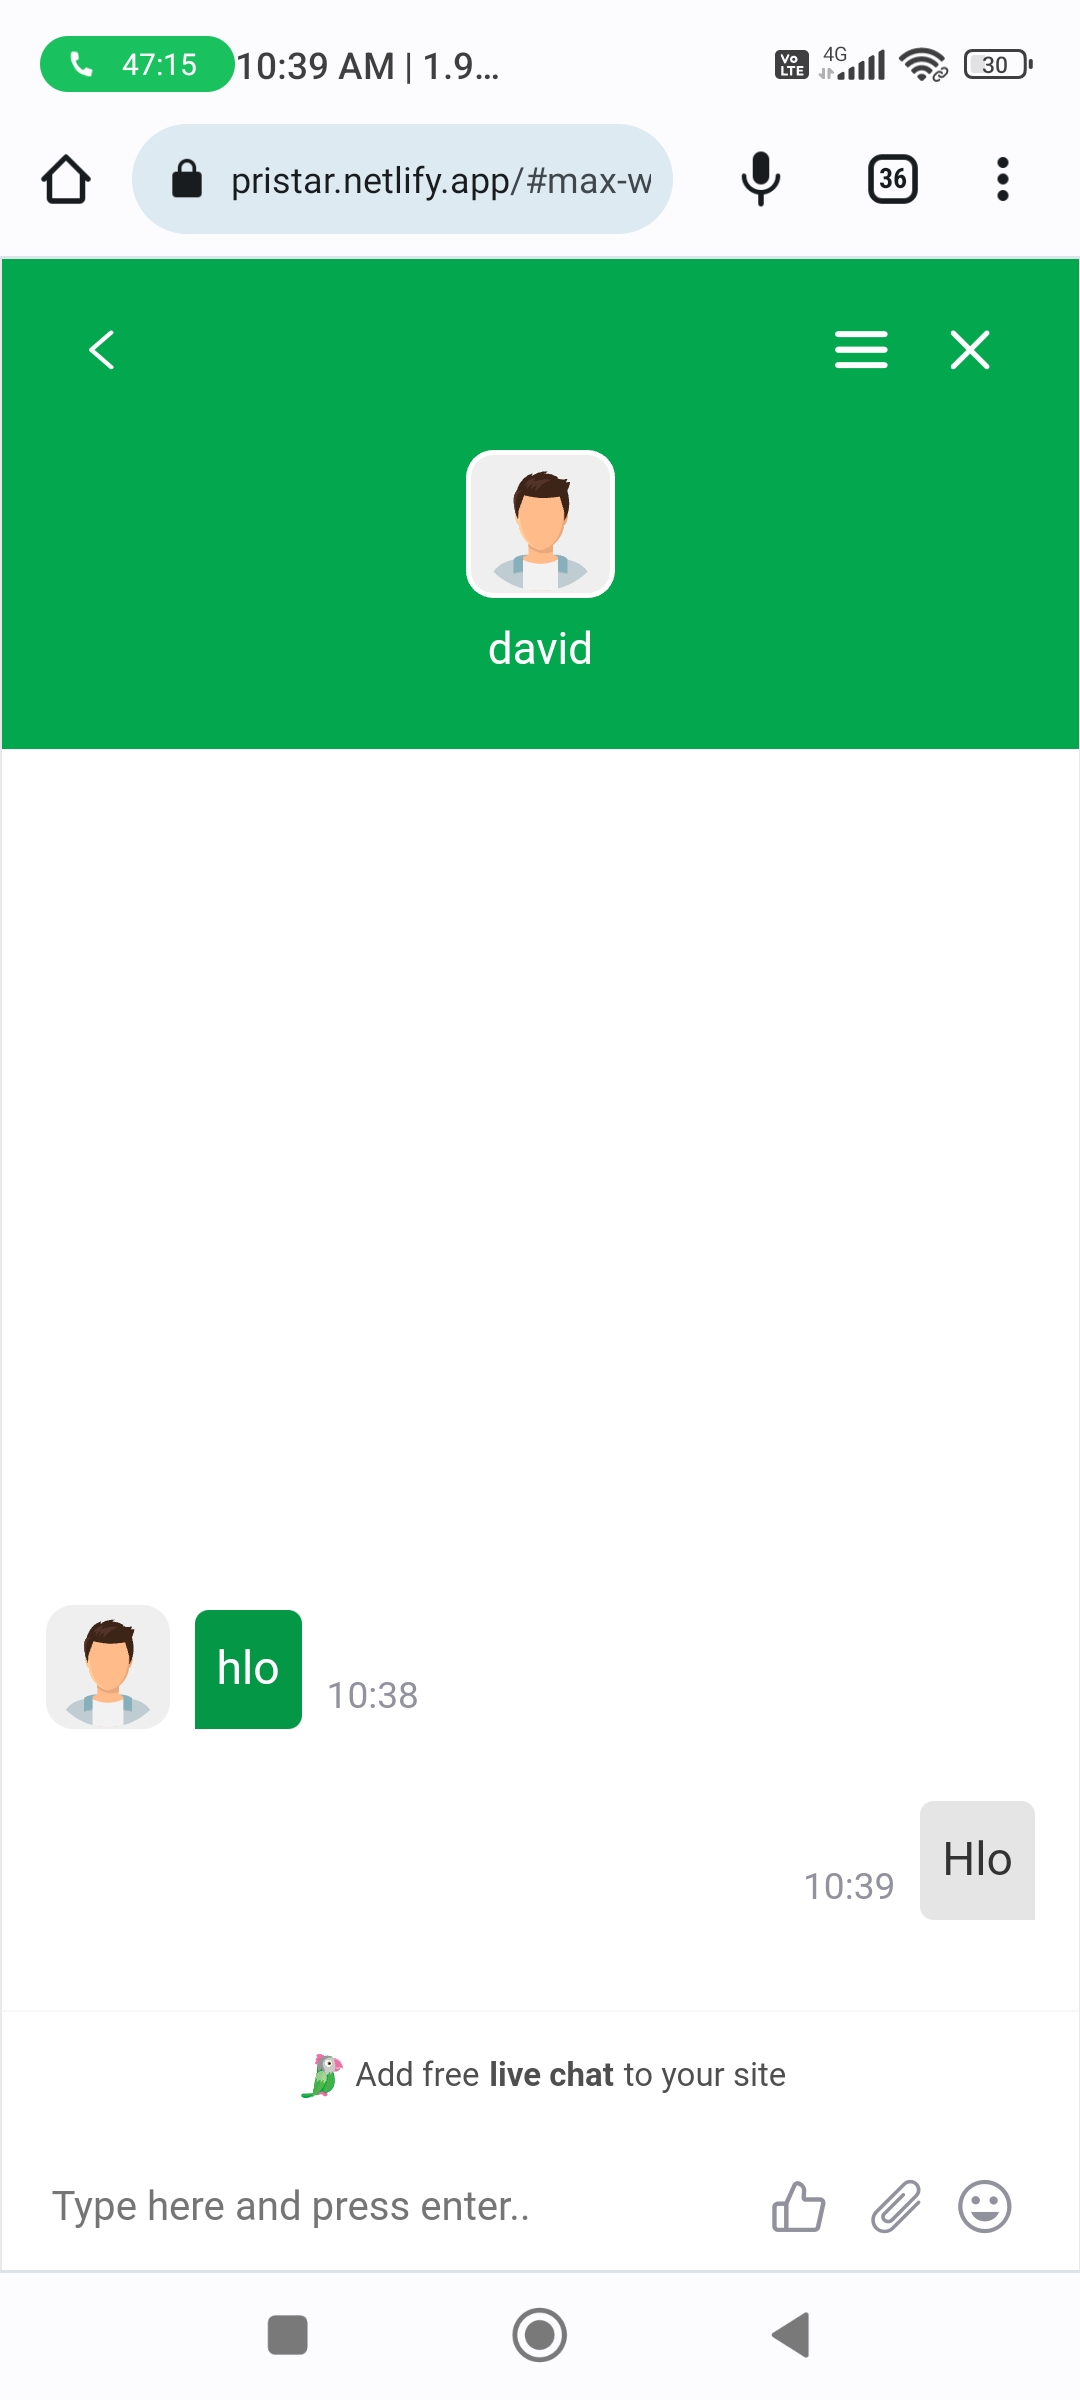 47:15 10:39 AM | 1.9... Vo LTE 4G 30
pristar.netlify.app/#max-w 36
david
hlo 10:38
10:39 Hlo
Add free live chat to your site
Type here and press enter..